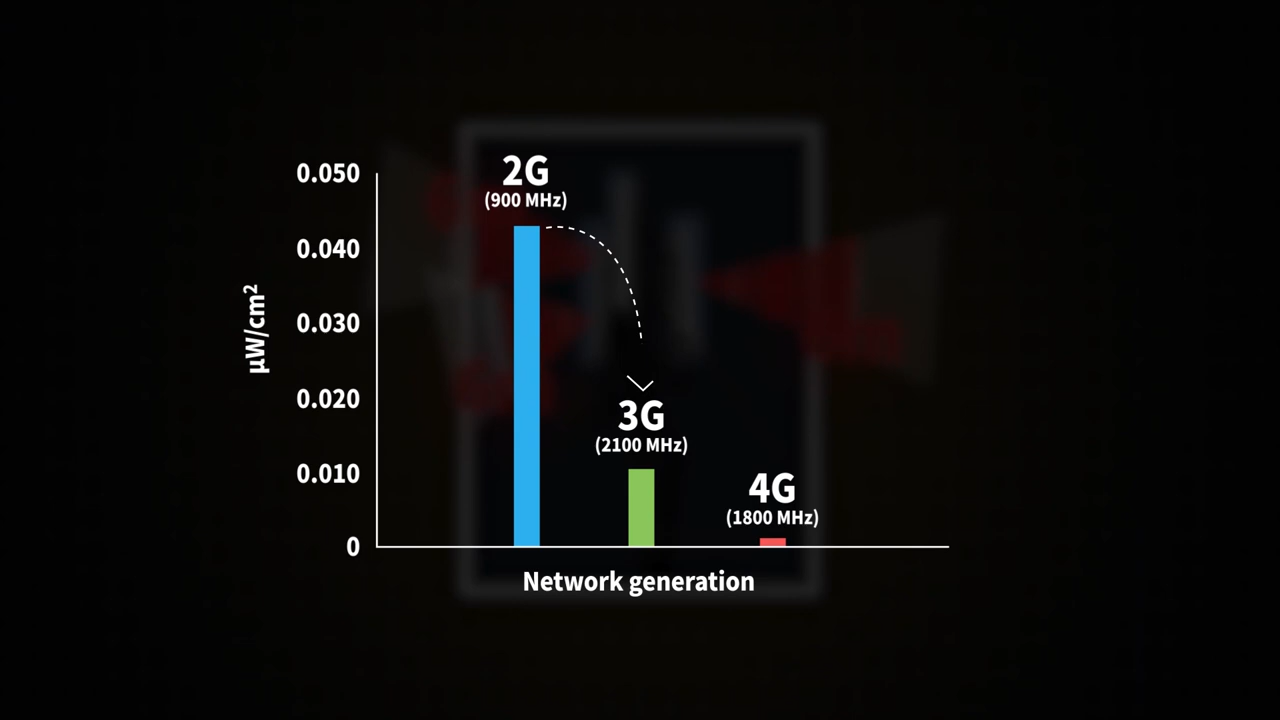 0.050
0.040
0.030
0.020
0.010
0
µW/cm²
2G
(900 MHz)
3G
(2100 MHz)
4G
(1800 MHz)
Network generation